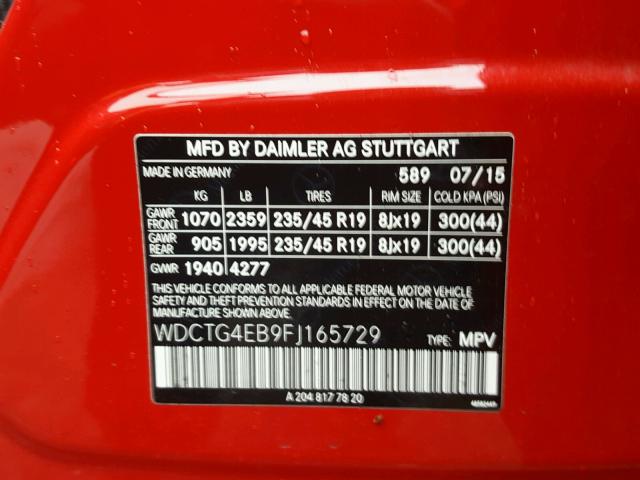 MFD BY DAIMLER AG STUTTGART
MADE IN GERMANY 589 07/15
KG LB TIRES RIM SIZE COLD KPA (PSI)
GAWR FRONT 1070 2359 235/45 R19 8Jx19 300(44)
GAWR REAR 905 1995 235/45 R19 8Jx19 300(44)
GVWR 1940 4277
THIS VEHICLE CONFORMS TO ALL APPLICABLE FEDERAL MOTOR VEHICLE
SAFETY AND THEFT PREVENTION STANDARDS IN EFFECT ON THE DATE OF
MANUFACTURE SHOWN ABOVE.
WDCTG4EB9FJ165729 TYPE: MPV
A 204 817 78 20